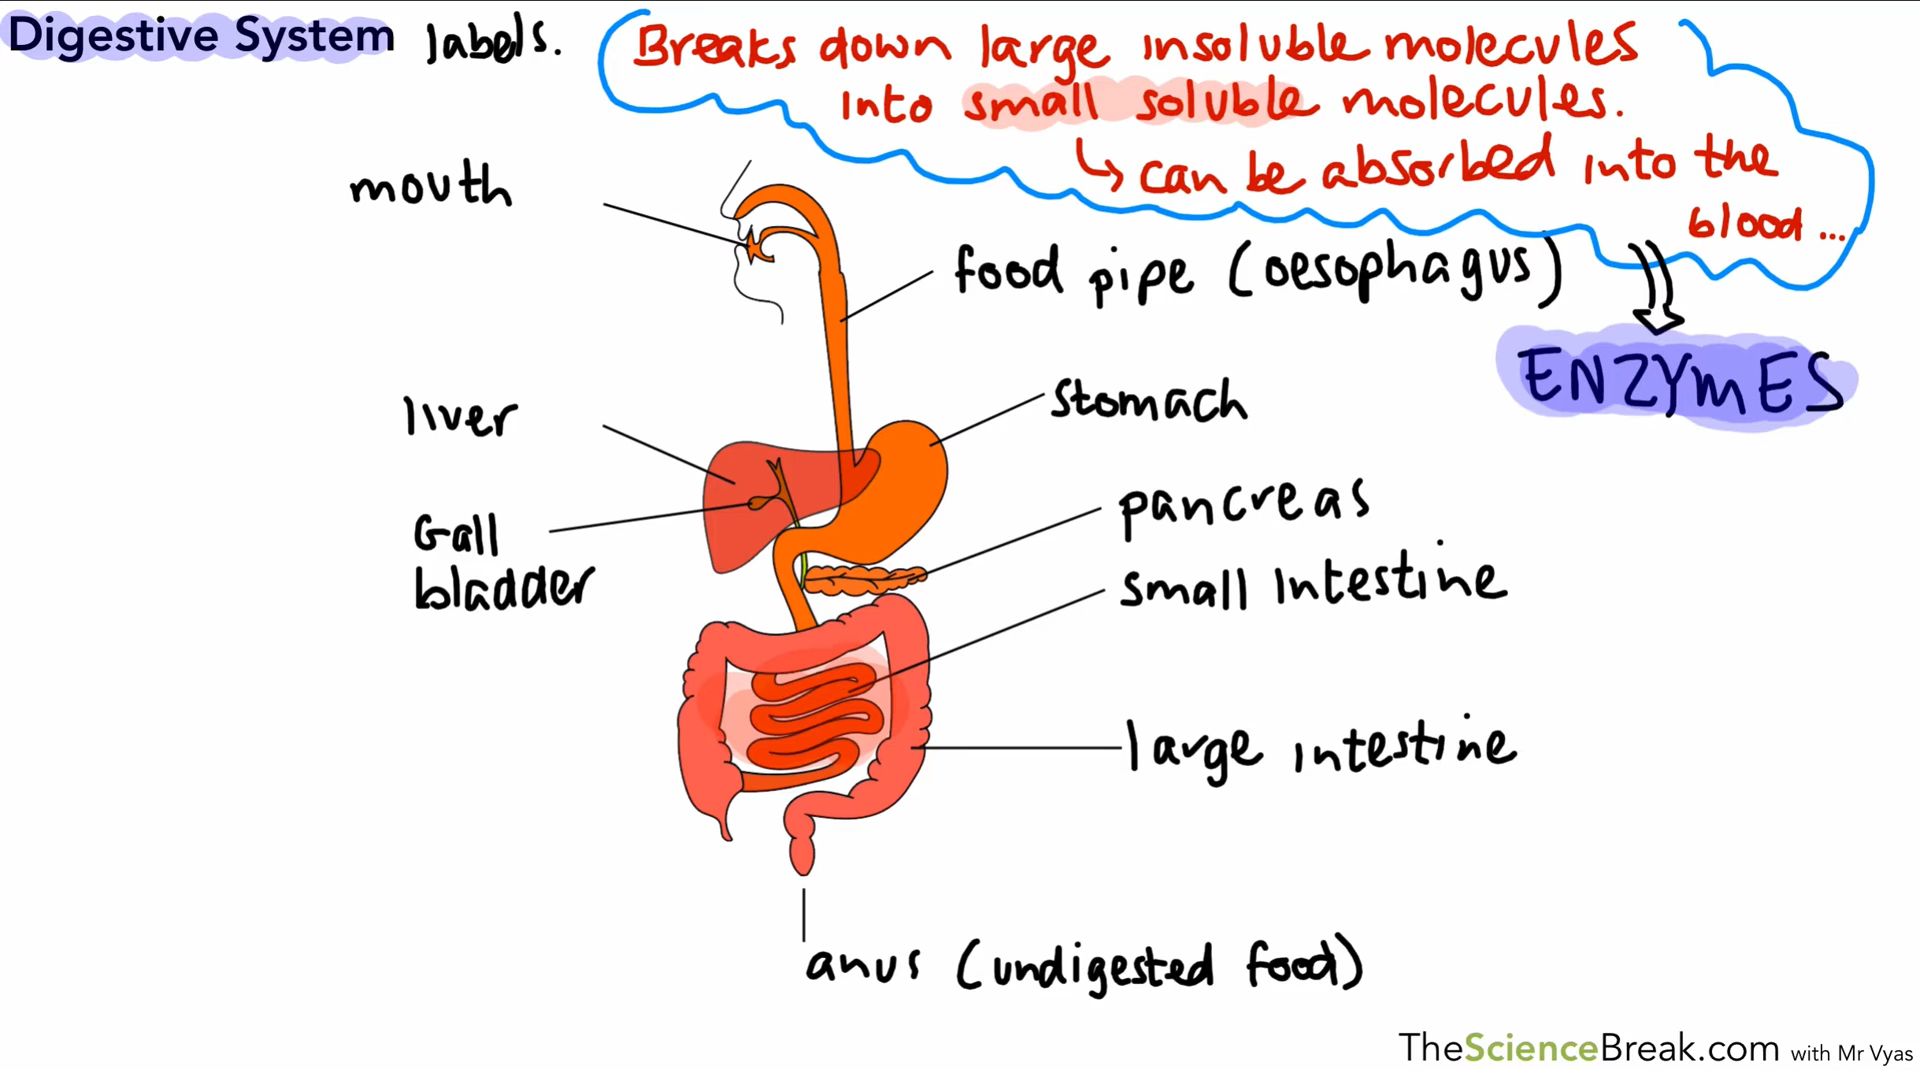 Digestive System labels.
Breaks down large insoluble molecules
into small soluble molecules.
↳ can be absorbed into the
blood ...
mouth
food pipe (oesophagus)
ENZYMES
liver
stomach
Gall
bladder
pancreas
small Intestine
large intestine
anus (undigested food)
TheScienceBreak.com with Mr Vyas